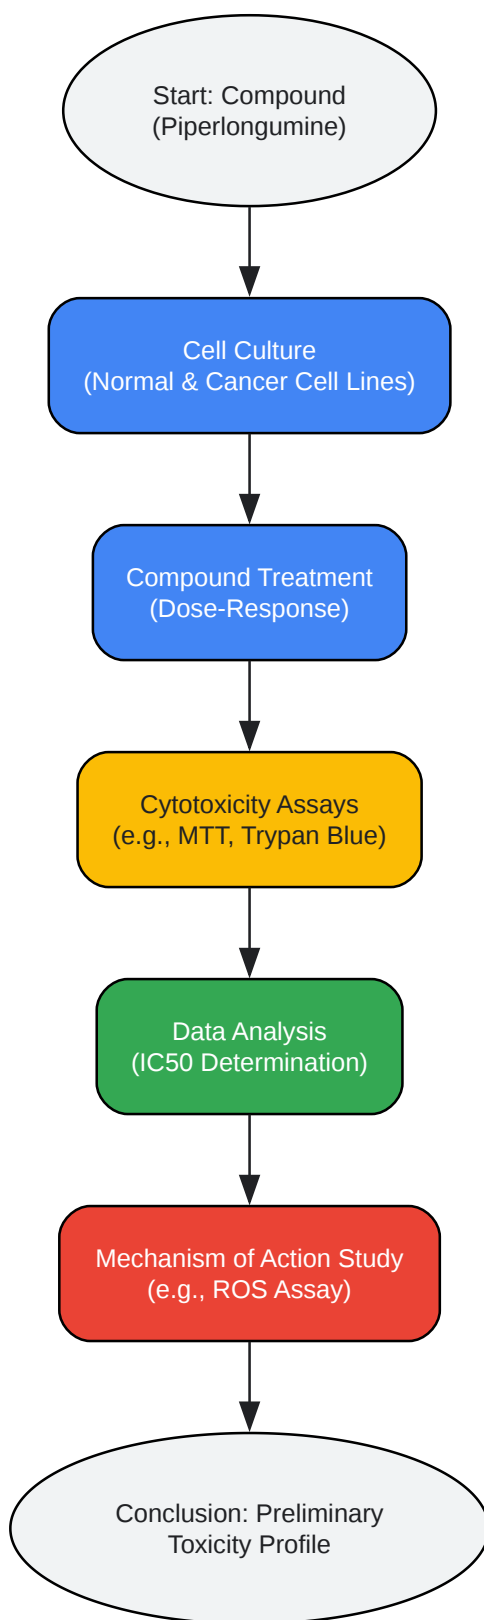 Start: Compound
(Piperlongumine)
Cell Culture
(Normal & Cancer Cell Lines)
Compound Treatment
(Dose-Response)
Cytotoxicity Assays
(e.g., MTT, Trypan Blue)
Data Analysis
(IC50 Determination)
Mechanism of Action Study
(e.g., ROS Assay)
Conclusion: Preliminary
Toxicity Profile